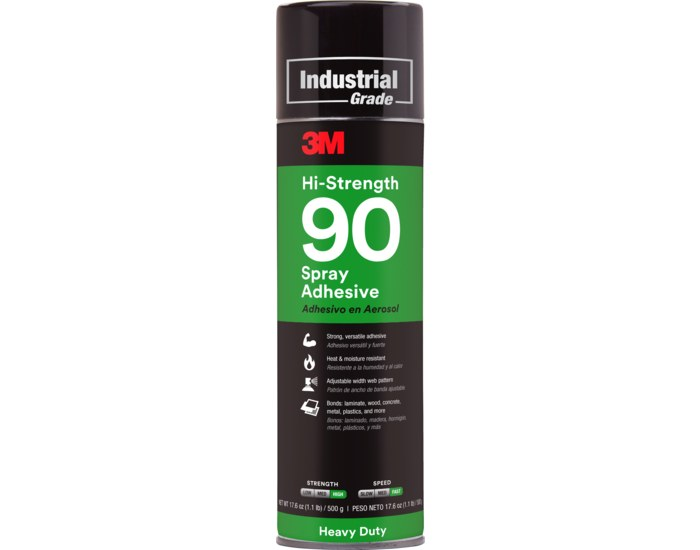 Industrial
Grade
3M
Hi-Strength
90
Spray
Adhesive
Adhesivo en Aerosol
Strong, versatile adhesive
Adhesivo versátil y fuerte
Heat & moisture resistant
Resistente a la humedad y al calor
Adjustable width web pattern
Patrón de ancho de banda ajustable
Bonds: laminate, wood, concrete,
metal, plastics, and more
Bonos: laminado, madera, hormigón,
metal, plásticos, y más
STRENGTH SPEED
LOW MED HIGH SLOW MED FAST
NET WT 17.6 oz (1.1 lb) / 500 g | PESO NETO 17.6 oz (1.1 lb) /
Heavy Duty